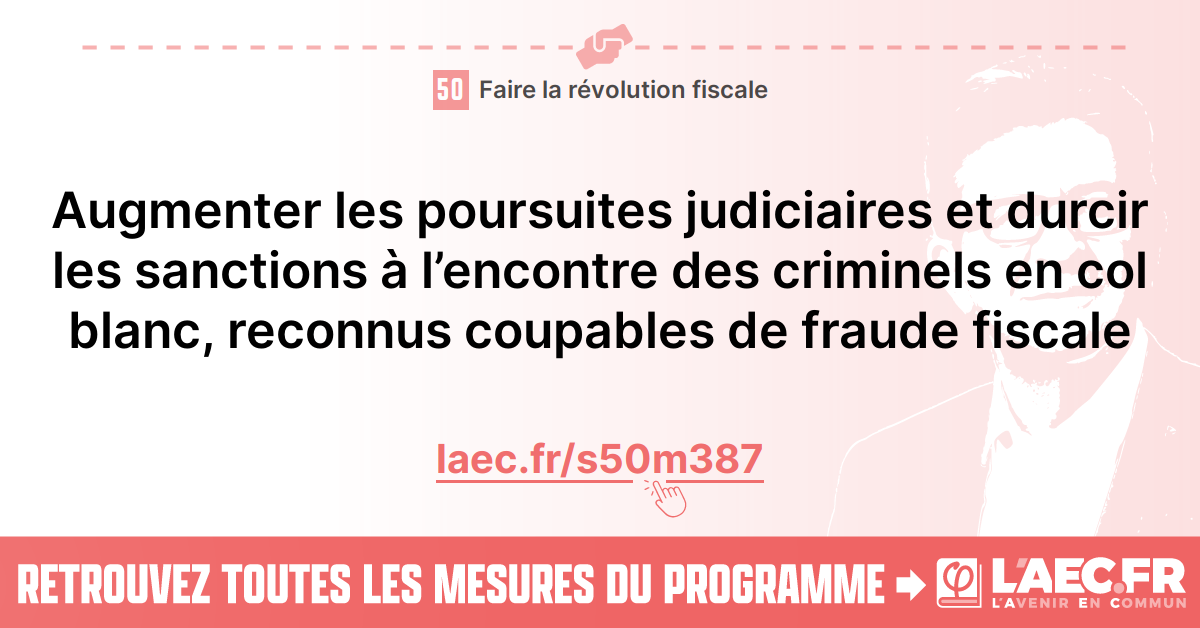 50 Faire la révolution fiscale
Augmenter les poursuites judiciaires et durcir
les sanctions à l’encontre des criminels en col
blanc, reconnus coupables de fraude fiscale
laec.fr/s50m387
RETROUVEZ TOUTES LES MESURES DU PROGRAMME
φ L'AEC.FR
L'AVENIR EN COMMUN